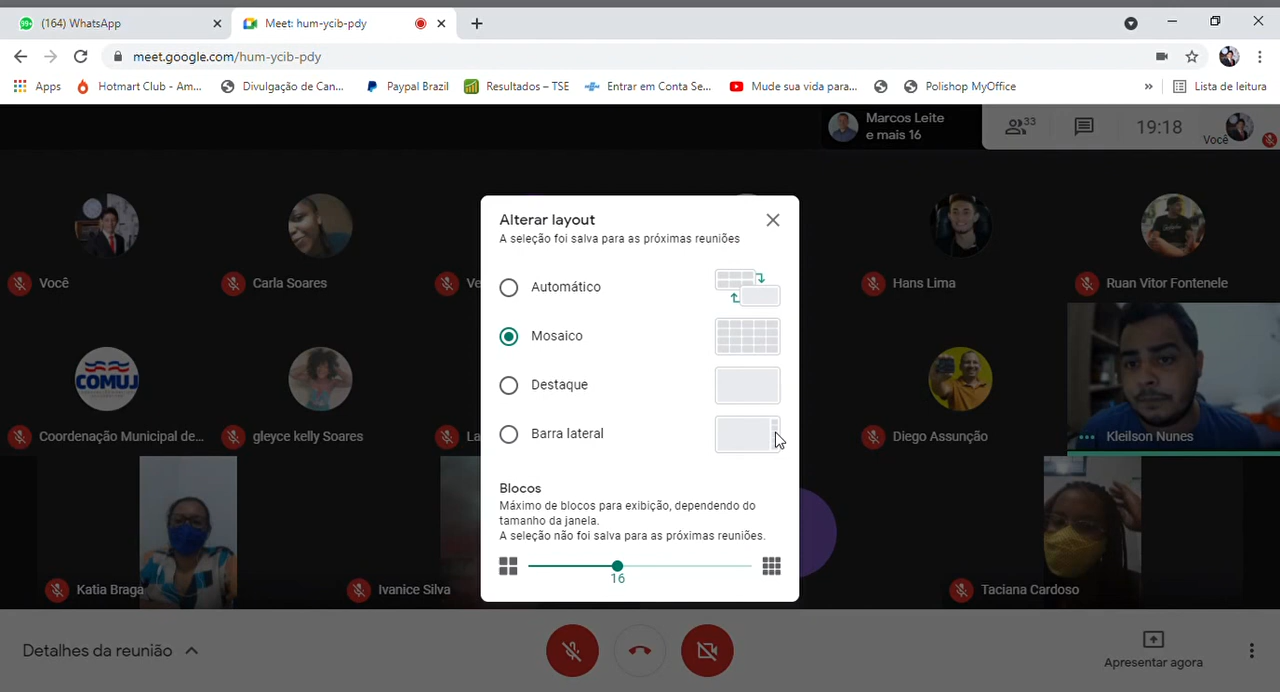 99+ (164) WhatsApp
Meet: hum-ycib-pdy
meet.google.com/hum-ycib-pdy
Apps
Hotmart Club - Am...
Divulgação de Can...
Paypal Brazil
Resultados – TSE
Entrar em Conta Se...
Mude sua vida para...
Polishop MyOffice
»
Lista de leitura
Marcos Leite
e mais 16
33
19:18
Você
Alterar layout
A seleção foi salva para as próximas reuniões
Automático
Mosaico
Destaque
Barra lateral
Blocos
Máximo de blocos para exibição, dependendo do
tamanho da janela.
A seleção não foi salva para as próximas reuniões.
16
Você
Carla Soares
Ve
Hans Lima
Ruan Vitor Fontenele
COMUJ
Coordenação Municipal de...
gleyce kelly Soares
La
Diego Assunção
Kleilson Nunes
Katia Braga
Ivanice Silva
Taciana Cardoso
Detalhes da reunião
Apresentar agora